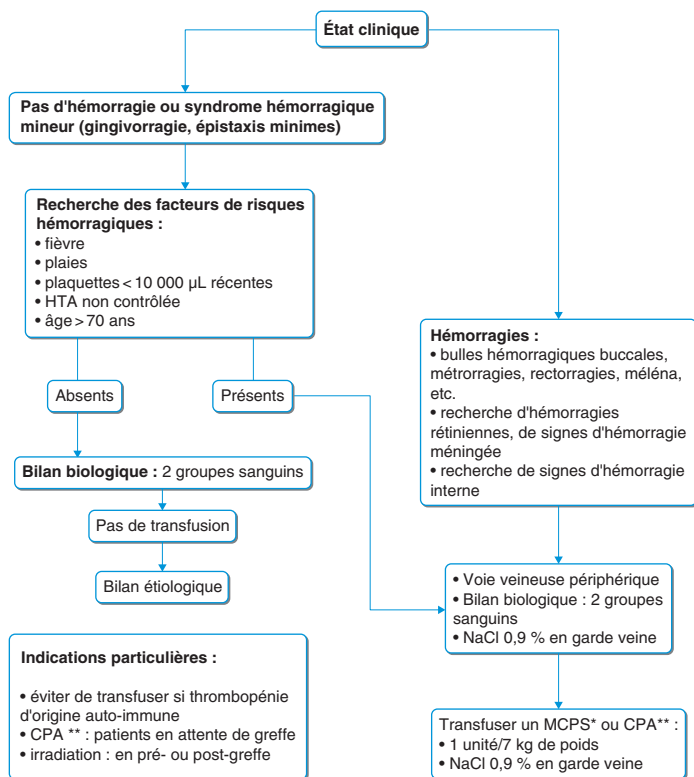 État clinique
Pas d'hémorragie ou syndrome hémorragique
mineur (gingivorragie, épistaxis minimes)
Recherche des facteurs de risques
hémorragiques :
• fièvre
• plaies
• plaquettes < 10 000 µL récentes
• HTA non contrôlée
• âge > 70 ans
Absents
Présents
Bilan biologique : 2 groupes sanguins
Pas de transfusion
Bilan étiologique
Hémorragies :
• bulles hémorragiques buccales,
métrorragies, rectorragies, méléna,
etc.
• recherche d'hémorragies
rétiniennes, de signes d'hémorragie
méningée
• recherche de signes d'hémorragie
interne
• Voie veineuse périphérique
• Bilan biologique : 2 groupes
sanguins
• NaCl 0,9 % en garde veine
Transfuser un MCPS* ou CPA** :
• 1 unité/7 kg de poids
• NaCl 0,9 % en garde veine
Indications particulières :
• éviter de transfuser si thrombopénie
d'origine auto-immune
• CPA ** : patients en attente de greffe
• irradiation : en pré- ou post-greffe